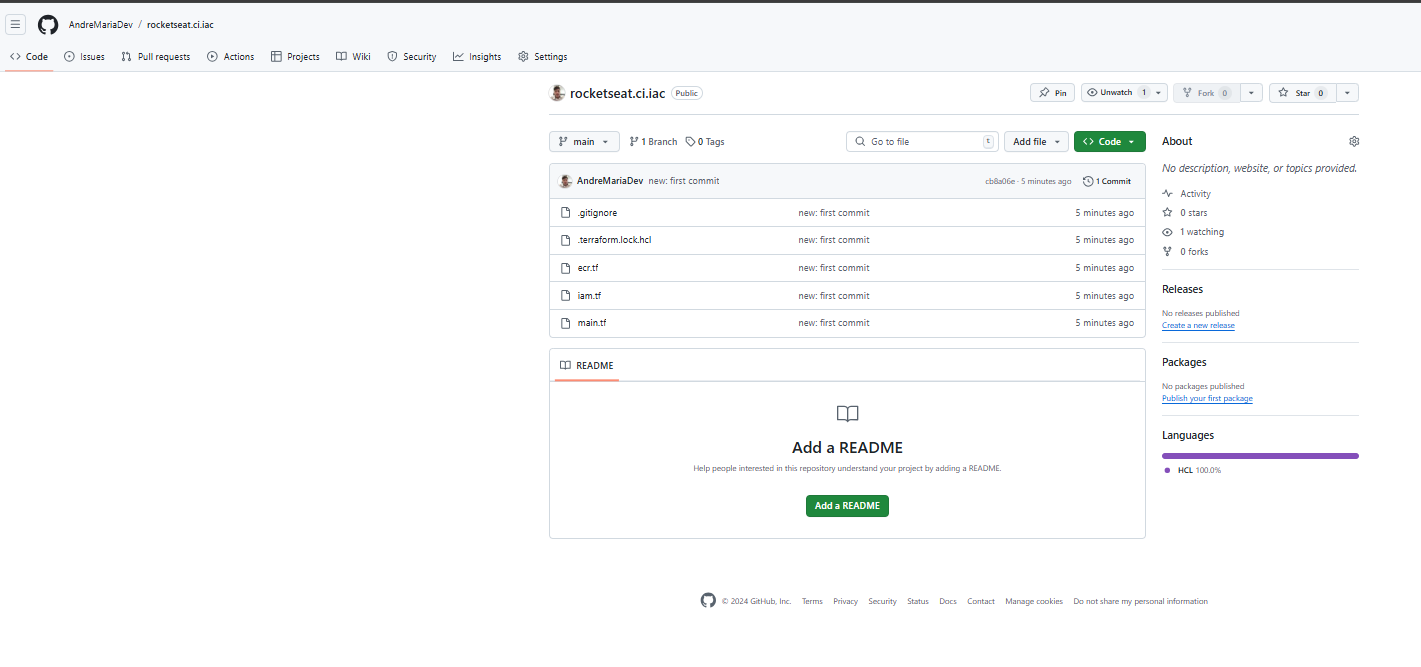 AndreMariaDev / rocketseat.ci.iac
Code Issues Pull requests Actions Projects Wiki Security Insights Settings
rocketseat.ci.iac Public
Pin Unwatch 1 Fork 0 Star 0
main 1 Branch 0 Tags Go to file t Add file Code
AndreMariaDev new: first commit cb8a06e · 5 minutes ago 1 Commit
.gitignore new: first commit 5 minutes ago
.terraform.lock.hcl new: first commit 5 minutes ago
ecr.tf new: first commit 5 minutes ago
iam.tf new: first commit 5 minutes ago
main.tf new: first commit 5 minutes ago
README
Add a README
Help people interested in this repository understand your project by adding a README.
Add a README
About
No description, website, or topics provided.
Activity
0 stars
1 watching
0 forks
Releases
No releases published
Create a new release
Packages
No packages published
Publish your first package
Languages
HCL 100.0%
© 2024 GitHub, Inc. Terms Privacy Security Status Docs Contact Manage cookies Do not share my personal information